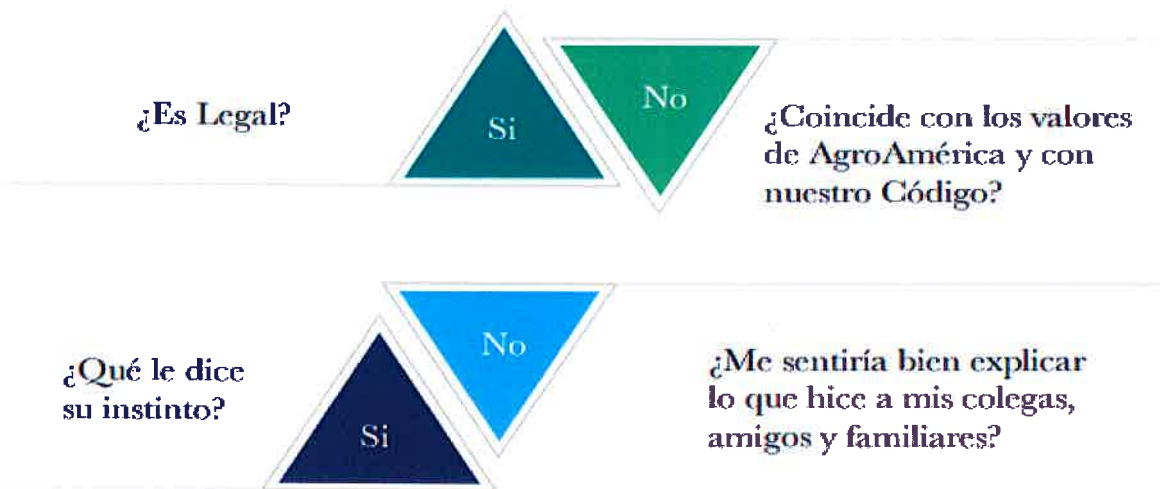 ¿Es Legal?
Si
No
¿Coincide con los valores
de AgroAmérica y con
nuestro Código?
¿Qué le dice
su instinto?
Si
No
¿Me sentiría bien explicar
lo que hice a mis colegas,
amigos y familiares?